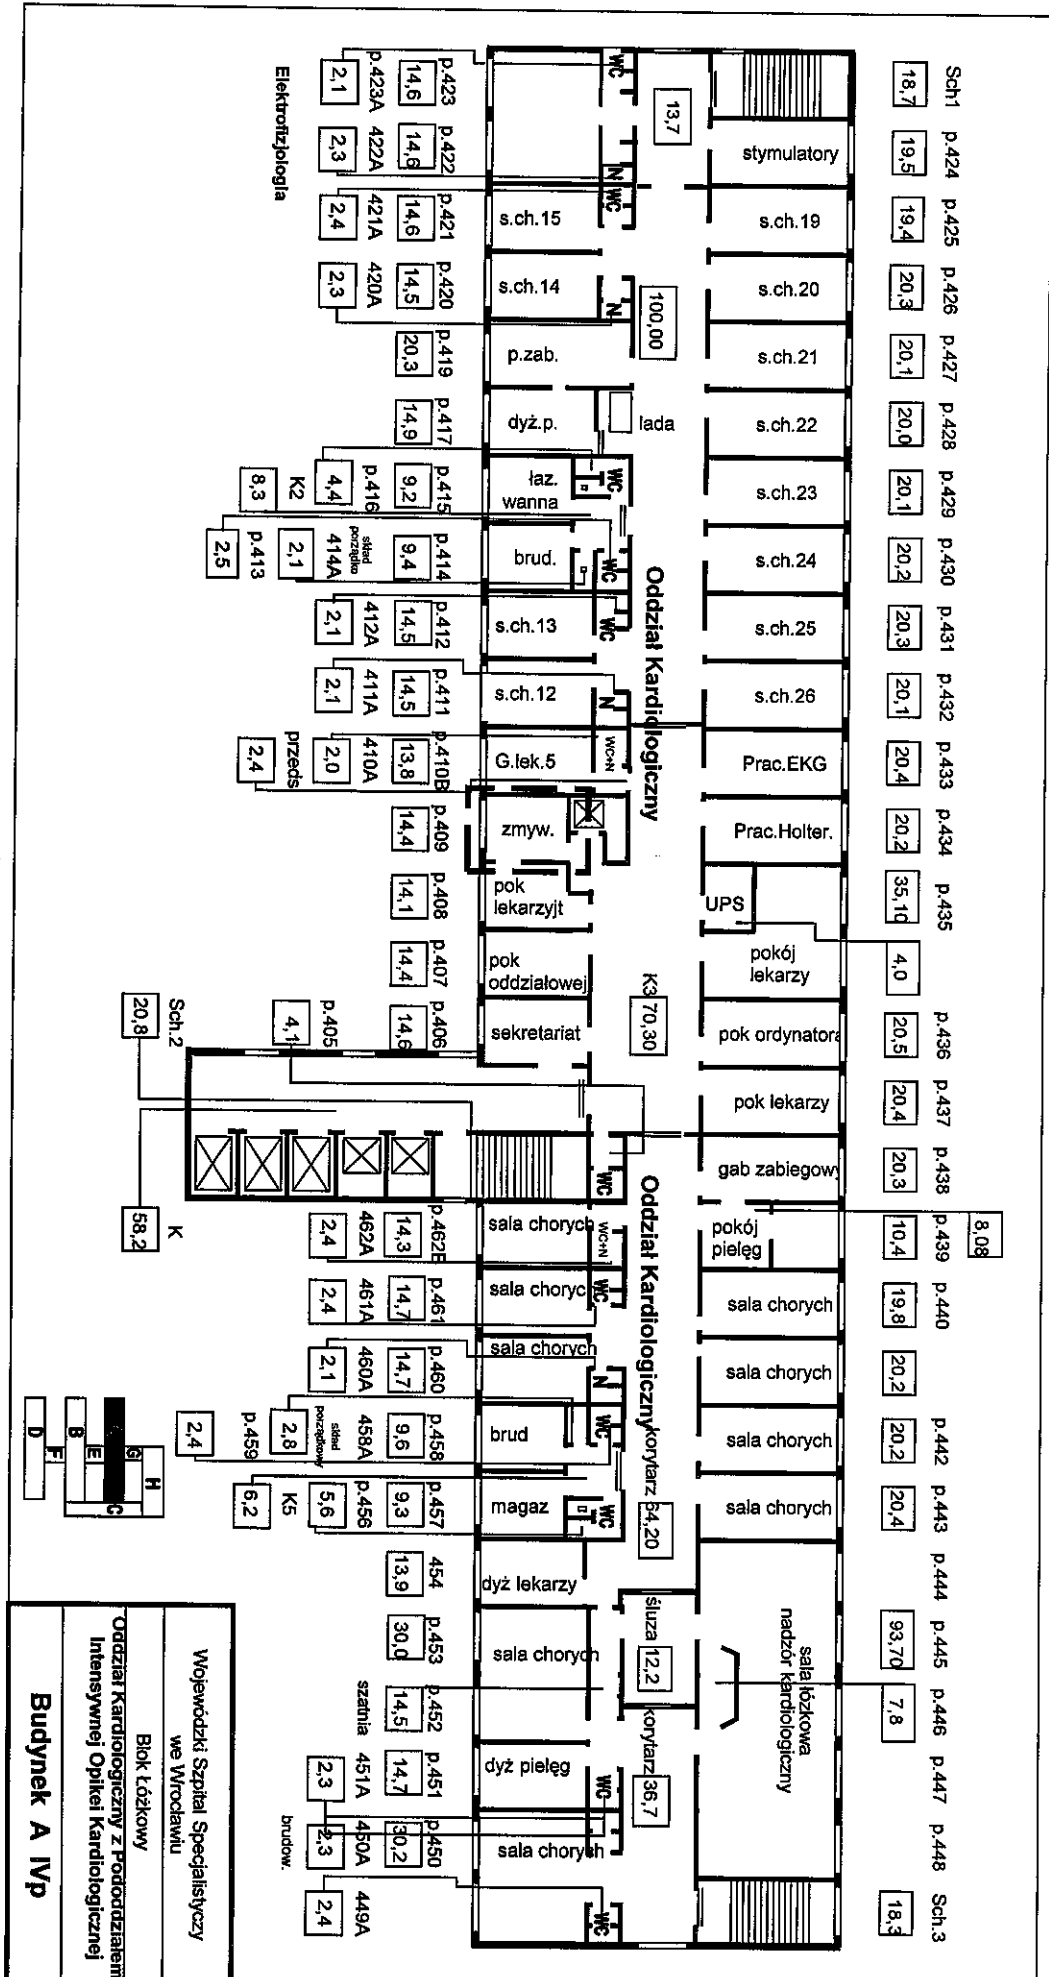 Sch1 p.424 p.425 p.426 p.427 p.428 p.429 p.430 p.431 p.432 p.433 p.434 p.435 p.436 p.437 p.438 p.439 p.440 p.442 p.443 p.444 p.445 p.446 p.447 p.448 Sch.3
18,7 19,5 19,4 20,3 20,1 20,0 20,1 20,2 20,3 20,1 20,4 20,2 35,10 4,0 20,5 20,4 20,3 10,4 19,8 20,2 20,2 20,4 93,70 7,8 18,3
8,08
stymulatory
s.ch.19
s.ch.20
s.ch.21
s.ch.22
s.ch.23
s.ch.24
s.ch.25
s.ch.26
Prac.EKG
Prac.Holter.
UPS
pokój
lekarzy
pok ordynatora
pok lekarzy
gab zabiegowy
pokój
pielęg
sala chorych
sala chorych
sala chorych
sala chorych
sala łóżkowa
nadzór kardiologiczny
13,7
100,00
lada
Oddział Kardiologiczny
K3 70,30
Oddział Kardiologiczny
korytarz 64,20
śluza 12,2
korytarz 36,7
WC
N
WC
s.ch.15
s.ch.14
N
p.zab.
dyż.p.
łaz.
wanna
WC
brud.
WC
s.ch.13
WC
s.ch.12
N
G.lek.5
WC+N
zmyw.
pok
lekarzyjt
pok
oddziałowej
sekretariat
WC
sala chorych
WC+N
sala chorych
WC
sala chorych
N
brud
WC
magaz
WC
dyż lekarzy
sala chorych
dyż pielęg
WC
sala chorych
WC
p.423 p.422 p.421 p.420 p.419 p.417 p.415 p.414 p.412 p.411 p.410B p.409 p.408 p.407 p.406 p.462B p.461 p.460 p.458 p.457 454 p.453 p.452 p.451 p.450
14,6 14,6 14,6 14,5 20,3 14,9 9,2 9,4 14,5 14,5 13,8 14,4 14,1 14,4 14,6 14,3 14,7 14,7 9,6 9,3 13,9 30,0 14,5 14,7 30,2
p.423A 422A 421A 420A p.416 skład
porządko 414A 412A 411A 410A p.405 462A 461A 460A skład
porządkowy 458A p.456 szatnia 451A 450A 449A
2,1 2,3 2,4 2,3 4,4 2,1 2,1 2,1 2,0 4,1 2,4 2,4 2,1 2,8 5,6 2,3 2,3 2,4
Elektrofizjologia
K2 p.413 przeds p.459 K5 brudow.
8,3 2,5 2,4 2,4 6,2
Sch.2 K
20,8 58,2
D F B E G H C
Wojewódzki Szpital Specjalistyczy
we Wrocławiu
Blok Łóżkowy
Oddział Kardiologiczny z Pododdziałem
Intensywnej Opikei Kardiologicznej
Budynek A IVp